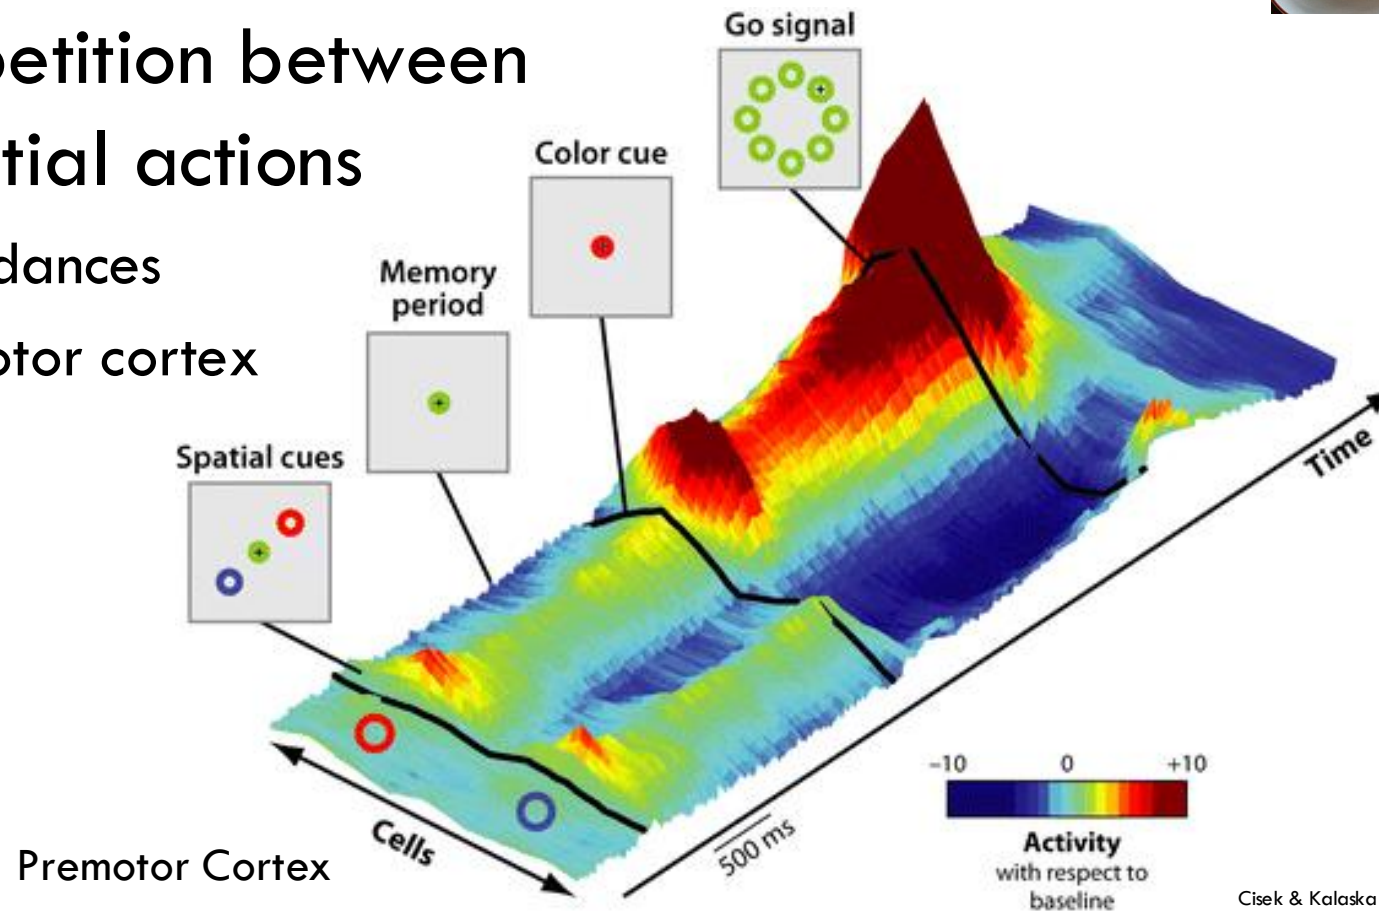 petition between
tial actions
dances
otor cortex
Go signal
Color cue
Memory
period
Spatial cues
Time
Cells
500 ms
–10 0 +10
Activity
with respect to
baseline
Premotor Cortex
Cisek & Kalaska